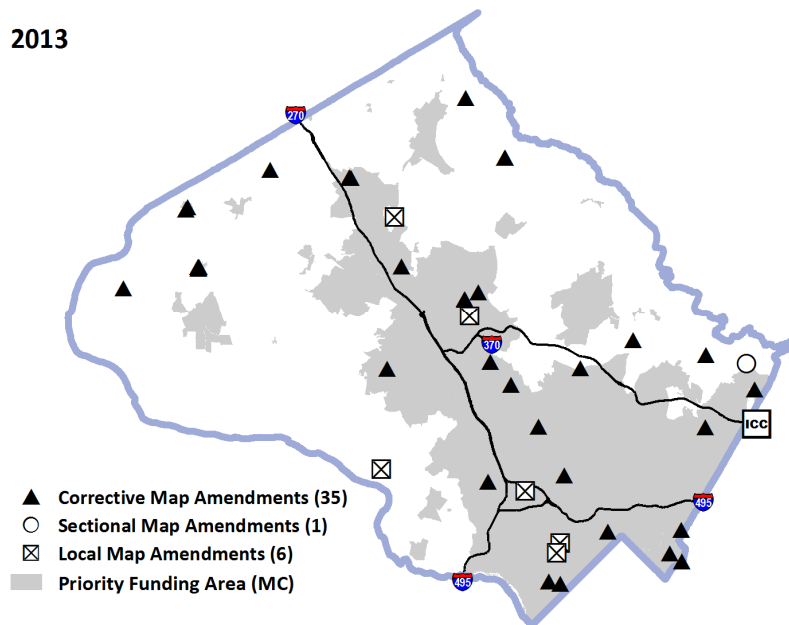 2013
270
370
ICC
Corrective Map Amendments (35)
Sectional Map Amendments (1)
495
Local Map Amendments (6)
Priority Funding Area (MC)
495